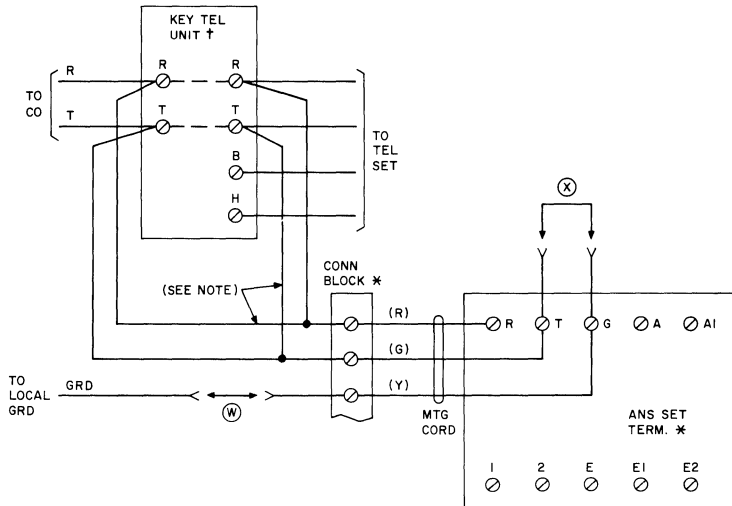 KEY TEL
UNIT †
R
R
R
TO
CO
T
T
T
TO
TEL
SET
B
H
X
(SEE NOTE)
CONN
BLOCK *
(R)
R
T
G
A
A1
(G)
TO
LOCAL
GRD
GRD
W
(Y)
MTG
CORD
ANS SET
TERM. *
1
2
E
E1
E2